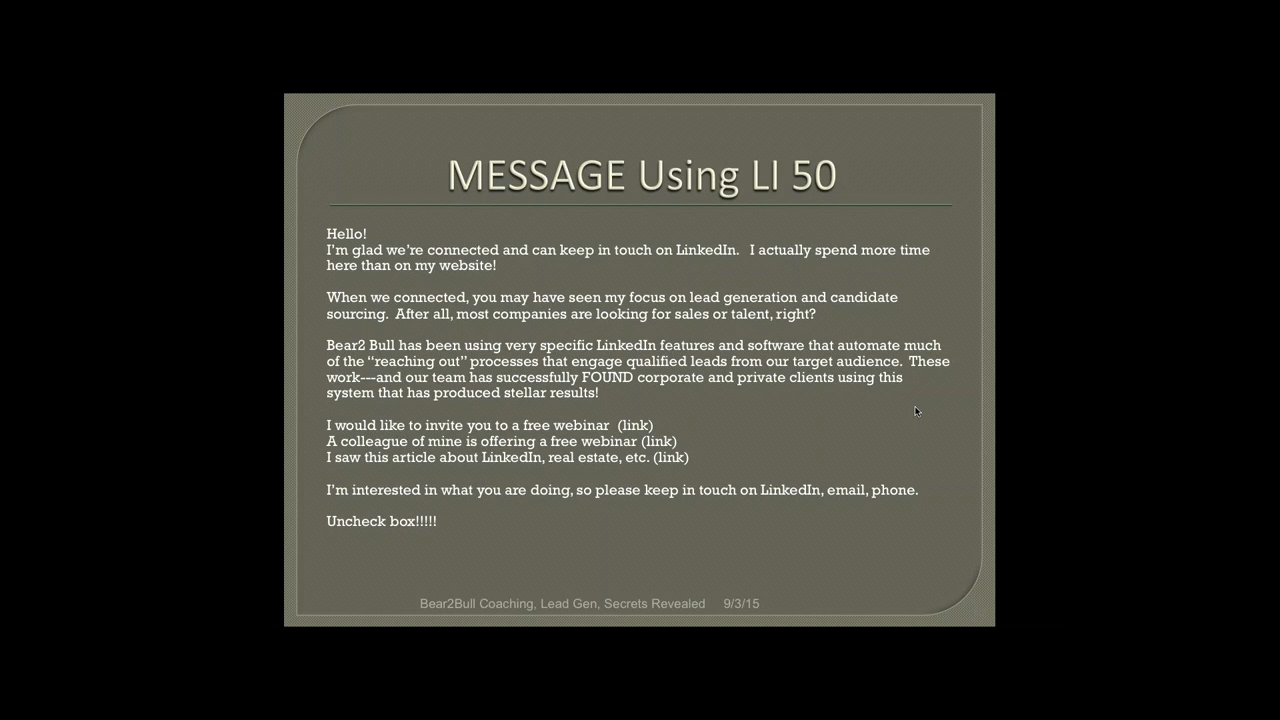 MESSAGE Using LI 50
Hello!
I'm glad we're connected and can keep in touch on LinkedIn.   I actually spend more time
here than on my website!
When we connected, you may have seen my focus on lead generation and candidate
sourcing.  After all, most companies are looking for sales or talent, right?
Bear2 Bull has been using very specific LinkedIn features and software that automate much
of the “reaching out” processes that engage qualified leads from our target audience.  These
work---and our team has successfully FOUND corporate and private clients using this
system that has produced stellar results!
I would like to invite you to a free webinar  (link)
A colleague of mine is offering a free webinar (link)
I saw this article about LinkedIn, real estate, etc. (link)
I'm interested in what you are doing, so please keep in touch on LinkedIn, email, phone.
Uncheck box!!!!!
Bear2Bull Coaching, Lead Gen, Secrets Revealed    9/3/15